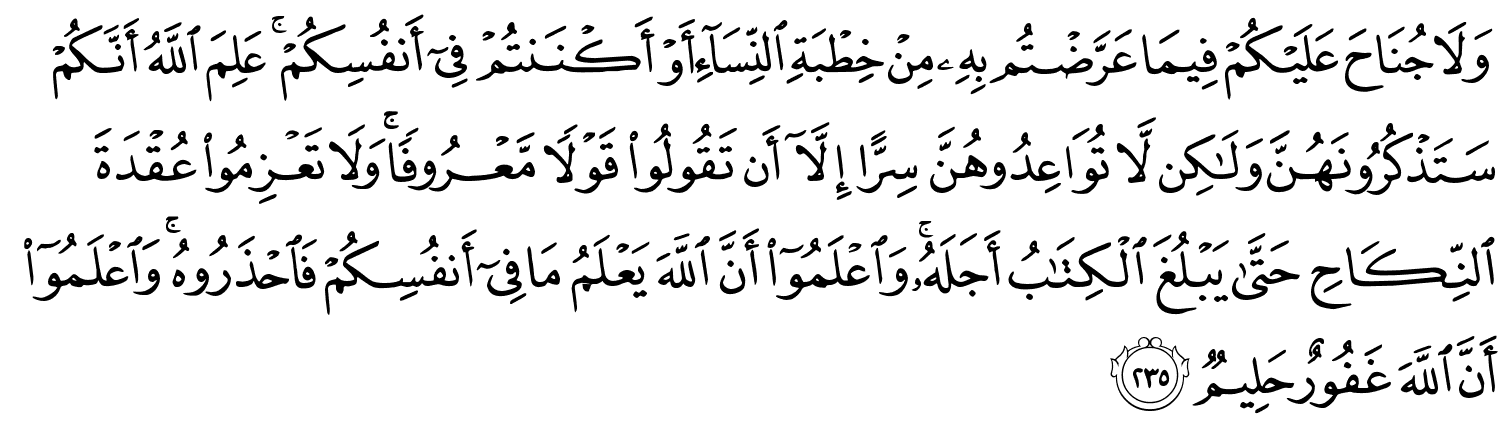 وَلَا جُنَاحَ عَلَيْكُمْ فِيمَا عَرَّضْتُم بِهِۦ مِنْ خِطْبَةِ ٱلنِّسَآءِ أَوْ أَكْنَنتُمْ فِىٓ أَنفُسِكُمْ ۚ عَلِمَ ٱللَّهُ أَنَّكُمْ
سَتَذْكُرُونَهُنَّ وَلَـٰكِن لَّا تُوَاعِدُوهُنَّ سِرًّا إِلَّآ أَن تَقُولُوا۟ قَوْلًا مَّعْرُوفًا ۚ وَلَا تَعْزِمُوا۟ عُقْدَةَ
ٱلنِّكَاحِ حَتَّىٰ يَبْلُغَ ٱلْكِتَـٰبُ أَجَلَهُۥ ۚ وَٱعْلَمُوٓا۟ أَنَّ ٱللَّهَ يَعْلَمُ مَا فِىٓ أَنفُسِكُمْ فَٱحْذَرُوهُ ۚ وَٱعْلَمُوٓا۟
أَنَّ ٱللَّهَ غَفُورٌ حَلِيمٌ ٢٣٥